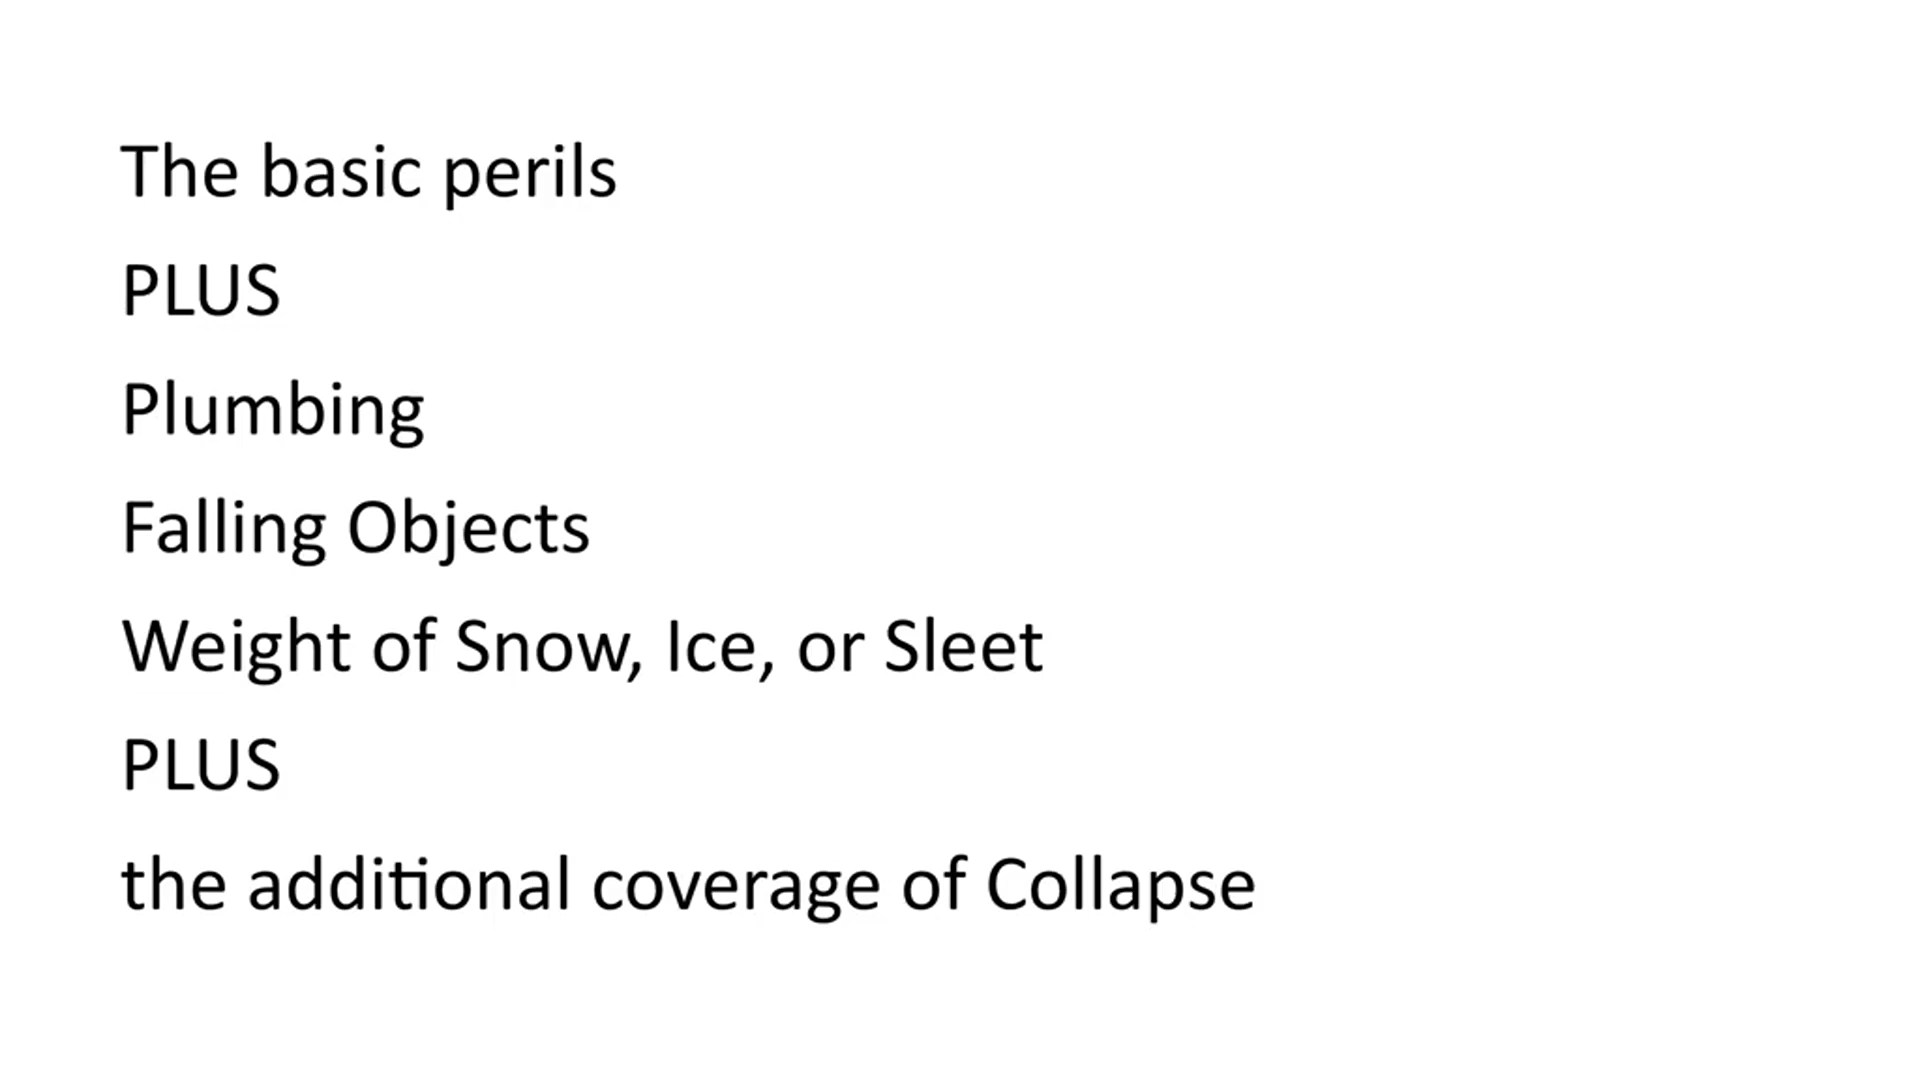 The basic perils
PLUS
Plumbing
Falling Objects
Weight of Snow, Ice, or Sleet
PLUS
the additional coverage of Collapse